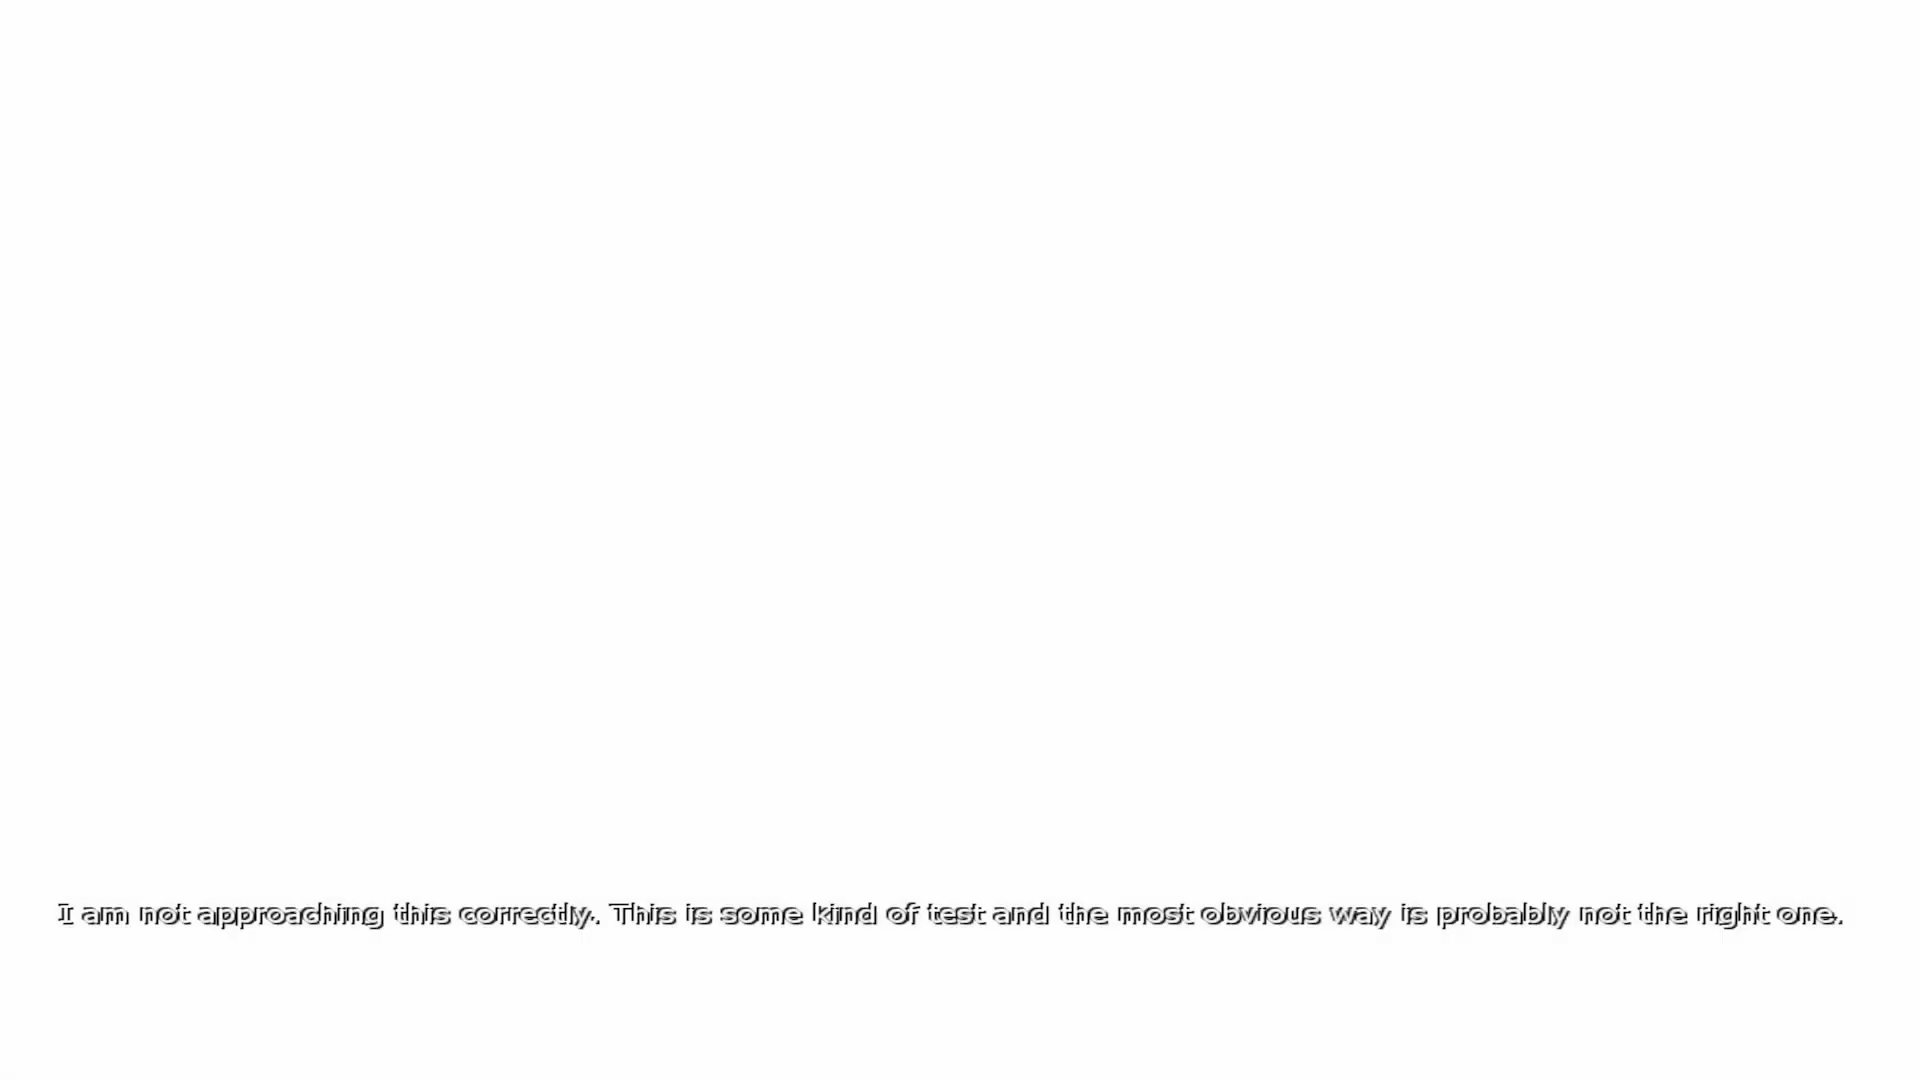 I am not approaching this correctly. This is some kind of test and the most obvious way is probably not the right one.